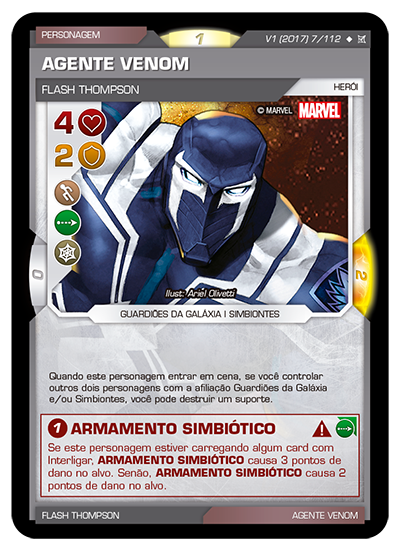 PERSONAGEM
1
V1 (2017) 7/112
AGENTE VENOM
FLASH THOMPSON
HERÓI
4
© MARVEL
MARVEL
2
0
2
Ilust: Ariel Olivetti
GUARDIÕES DA GALÁXIA | SIMBIONTES
Quando este personagem entrar em cena, se você controlar
outros dois personagens com a afiliação Guardiões da Galáxia
e/ou Simbiontes, você pode destruir um suporte.
1 ARMAMENTO SIMBIÓTICO
Se este personagem estiver carregando algum card com
Interligar, ARMAMENTO SIMBIÓTICO causa 3 pontos de
dano no alvo. Senão, ARMAMENTO SIMBIÓTICO causa 2
pontos de dano no alvo.
FLASH THOMPSON
AGENTE VENOM